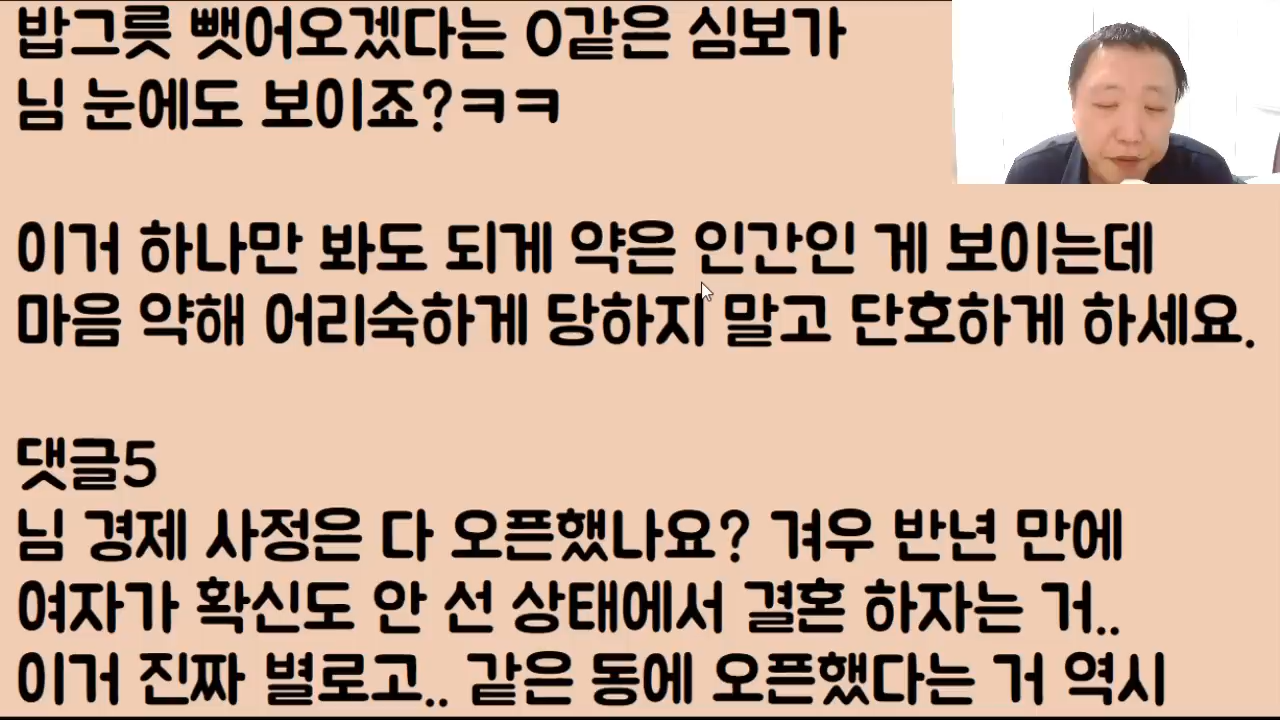 밥그릇 뺏어오겠다는 0같은 심보가
님 눈에도 보이죠?ㅋㅋ
이거 하나만 봐도 되게 약은 인간인 게 보이는데
마음 약해 어리숙하게 당하지 말고 단호하게 하세요.
댓글5
님 경제 사정은 다 오픈했나요? 겨우 반년 만에
여자가 확신도 안 선 상태에서 결혼 하자는 거..
이거 진짜 별로고.. 같은 동에 오픈했다는 거 역시